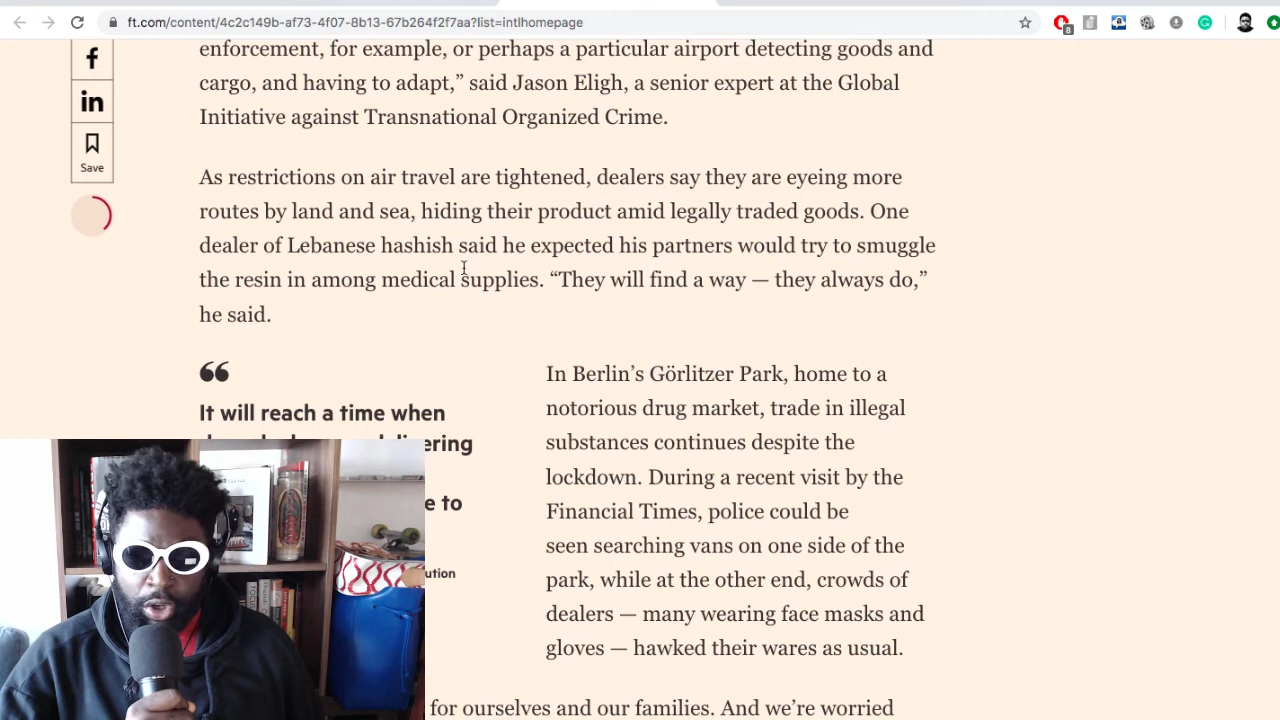 ft.com/content/4c2c149b-af73-4f07-8b13-67b264f2f7aa?list=intlhomepage
8
enforcement, for example, or perhaps a particular airport detecting goods and
cargo, and having to adapt,” said Jason Eligh, a senior expert at the Global
Initiative against Transnational Organized Crime.
Save
As restrictions on air travel are tightened, dealers say they are eyeing more
routes by land and sea, hiding their product amid legally traded goods. One
dealer of Lebanese hashish said he expected his partners would try to smuggle
the resin in among medical supplies. “They will find a way — they always do,”
he said.
“
It will reach a time when
e to
In Berlin’s Görlitzer Park, home to a
notorious drug market, trade in illegal
substances continues despite the
lockdown. During a recent visit by the
Financial Times, police could be
seen searching vans on one side of the
park, while at the other end, crowds of
dealers — many wearing face masks and
gloves — hawked their wares as usual.
for ourselves and our families. And we’re worried